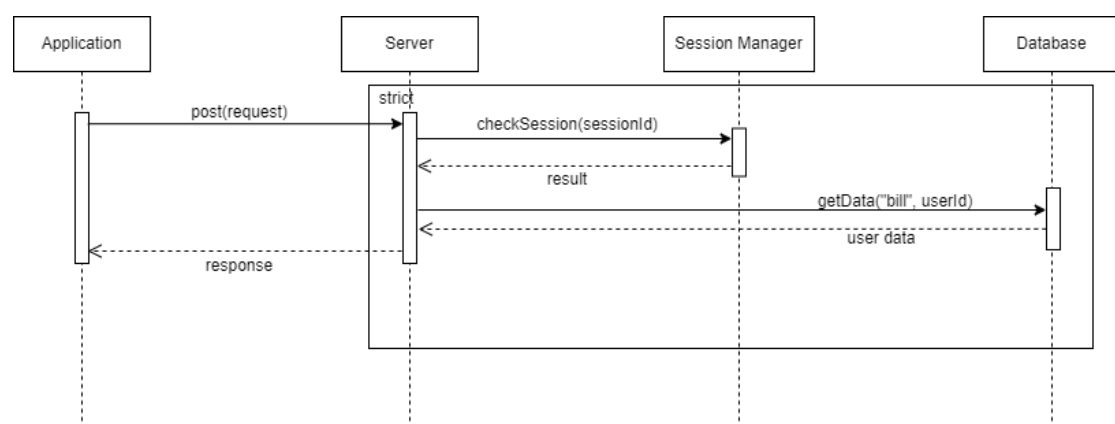 Application
Server
Session Manager
Database
strict
post(request)
checkSession(sessionId)
result
getData("bill", userId)
user data
response